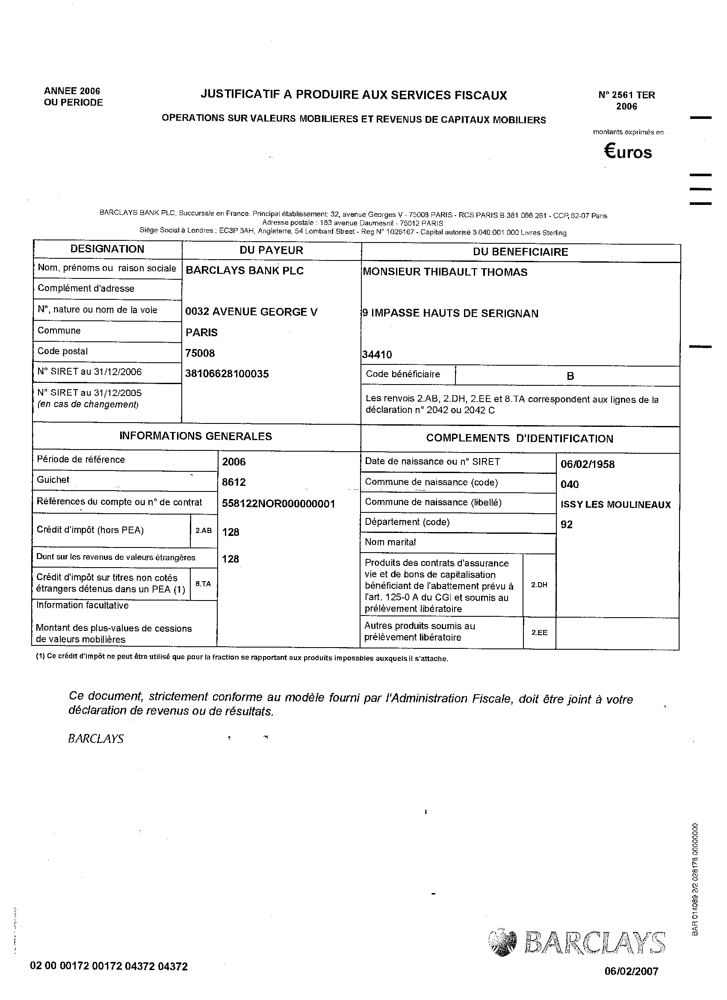 ANNEE 2006
OU PERIODE
JUSTIFICATIF A PRODUIRE AUX SERVICES FISCAUX
OPERATIONS SUR VALEURS MOBILIERES ET REVENUS DE CAPITAUX MOBILIERS
N° 2561 TER
2006
montants exprimés en
€uros
BARCLAYS BANK PLC, Succursale en France. Principal établissement: 32, avenue Georges V - 75008 PARIS - RCS PARIS B 381 066 281 - CCP, 62-07 Paris
Adresse postale : 183 avenue Daumesnil - 75012 PARIS
Siège Social à Londres : EC3P 3AH, Angleterre, 54 Lombard Street - Reg N° 1026167 - Capital autorisé 3.040.001.000 Livres Sterling
DESIGNATION DU PAYEUR DU BENEFICIAIRE
Nom, prénoms ou raison sociale BARCLAYS BANK PLC MONSIEUR THIBAULT THOMAS
Complément d'adresse
N°, nature ou nom de la voie 0032 AVENUE GEORGE V 9 IMPASSE HAUTS DE SERIGNAN
Commune PARIS
Code postal 75008 34410
N° SIRET au 31/12/2006 38106628100035 Code bénéficiaire B
N° SIRET au 31/12/2005
(en cas de changement)
Les renvois 2.AB, 2.DH, 2.EE et 8.TA correspondent aux lignes de la
déclaration n° 2042 ou 2042 C
INFORMATIONS GENERALES
COMPLEMENTS D'IDENTIFICATION
Période de référence 2006
Guichet 8612
Références du compte ou n° de contrat 558122NOR000000001
Crédit d'impôt (hors PEA) 2.AB 128
Dont sur les revenus de valeurs étrangères 128
Crédit d'impôt sur titres non cotés
étrangers détenus dans un PEA (1) 8.TA
Information facultative
Montant des plus-values de cessions
de valeurs mobilières
Date de naissance ou n° SIRET 06/02/1958
Commune de naissance (code) 040
Commune de naissance (libellé) ISSY LES MOULINEAUX
Département (code) 92
Nom marital
Produits des contrats d'assurance
vie et de bons de capitalisation
bénéficiant de l'abattement prévu à 2.DH
l'art. 125-0 A du CGI et soumis au
prélèvement libératoire
Autres produits soumis au
prélèvement libératoire 2.EE
(1) Ce crédit d'impôt ne peut être utilisé que pour la fraction se rapportant aux produits imposables auxquels il s'attache.
Ce document, strictement conforme au modèle fourni par l'Administration Fiscale, doit être joint à votre
déclaration de revenus ou de résultats.
BARCLAYS
BAR 014089 2/2 028178 00000000
BARCLAYS
02 00 00172 00172 04372 04372
06/02/2007